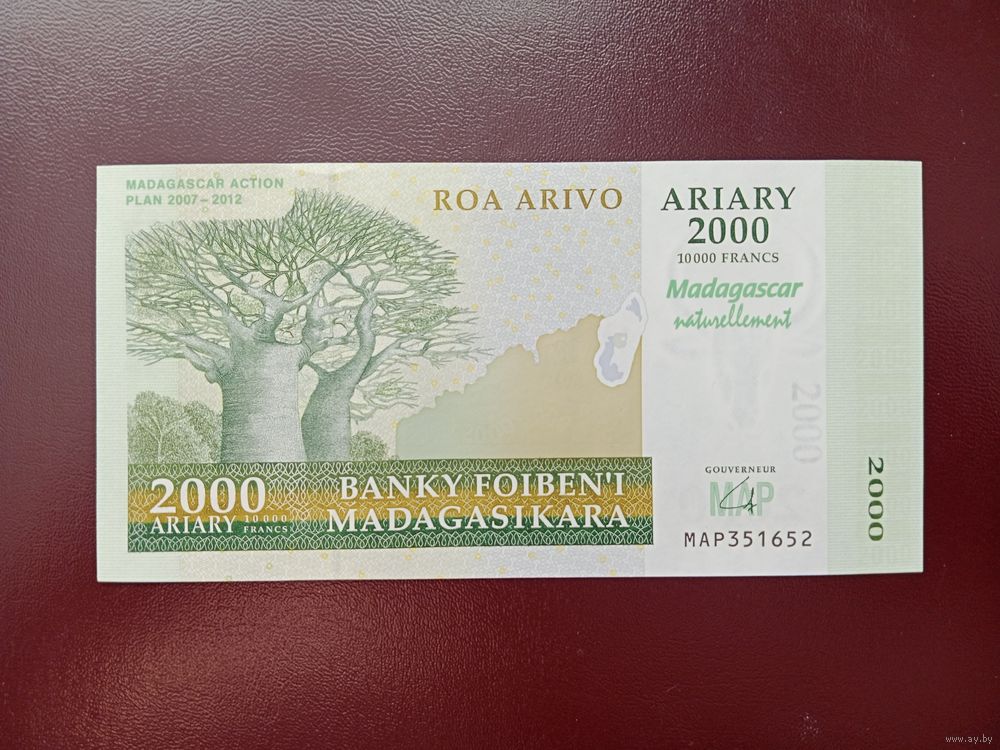 MADAGASCAR ACTION
PLAN 2007-2012
ROA ARIVO
ARIARY
2000
10 000 FRANCS
Madagascar
naturellement
2000
2000
GOUVERNEUR
MAP
MAP351652
2000
ARIARY 10 000
FRANCS
BANKY FOIBEN'I
MADAGASIKARA
www.ay.by